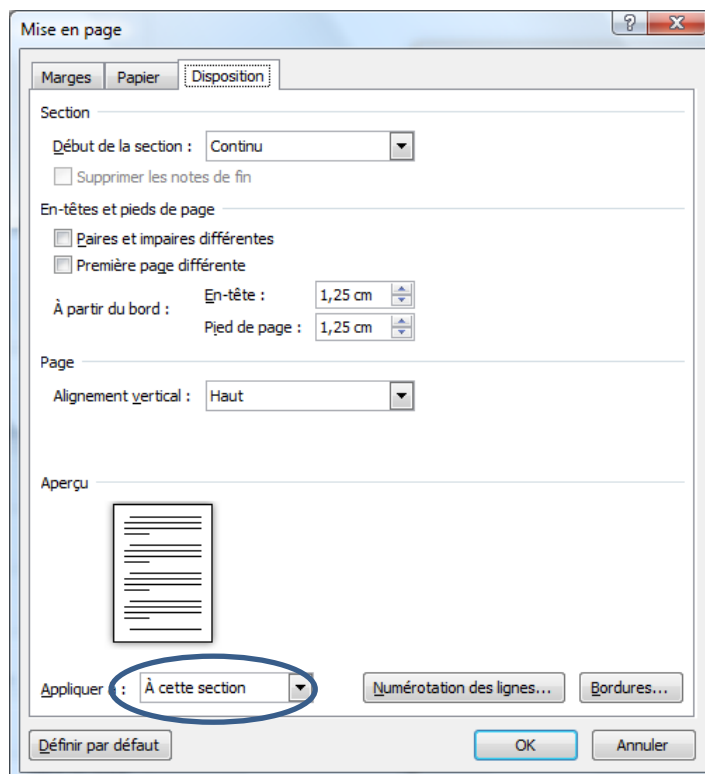 Mise en page
Marges Papier Disposition
Section
Début de la section : Continu
Supprimer les notes de fin
En-têtes et pieds de page
Paires et impaires différentes
Première page différente
À partir du bord :
En-tête : 1,25 cm
Pied de page : 1,25 cm
Page
Alignement vertical : Haut
Aperçu
Appliquer : À cette section Numérotation des lignes... Bordures...
Définir par défaut OK Annuler